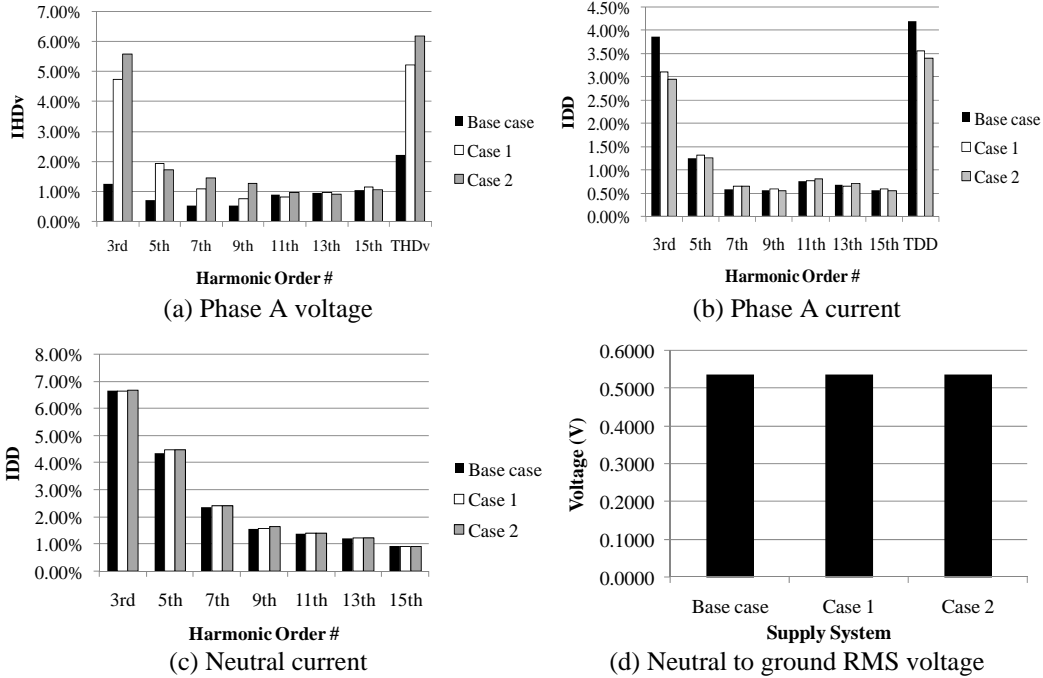 7.00%
6.00%
5.00%
4.00%
3.00%
2.00%
1.00%
0.00%
IHDv
3rd 5th 7th 9th 11th 13th 15th THDv
Harmonic Order #
Base case
Case 1
Case 2
(a) Phase A voltage
4.50%
4.00%
3.50%
3.00%
2.50%
2.00%
1.50%
1.00%
0.50%
0.00%
IDD
3rd 5th 7th 9th 11th 13th 15th TDD
Harmonic Order #
Base case
Case 1
Case 2
(b) Phase A current
8.00%
7.00%
6.00%
5.00%
4.00%
3.00%
2.00%
1.00%
0.00%
IDD
3rd 5th 7th 9th 11th 13th 15th
Harmonic Order #
Base case
Case 1
Case 2
(c) Neutral current
0.6000
0.5000
0.4000
0.3000
0.2000
0.1000
0.0000
Voltage (V)
Base case Case 1 Case 2
Supply System
(d) Neutral to ground RMS voltage